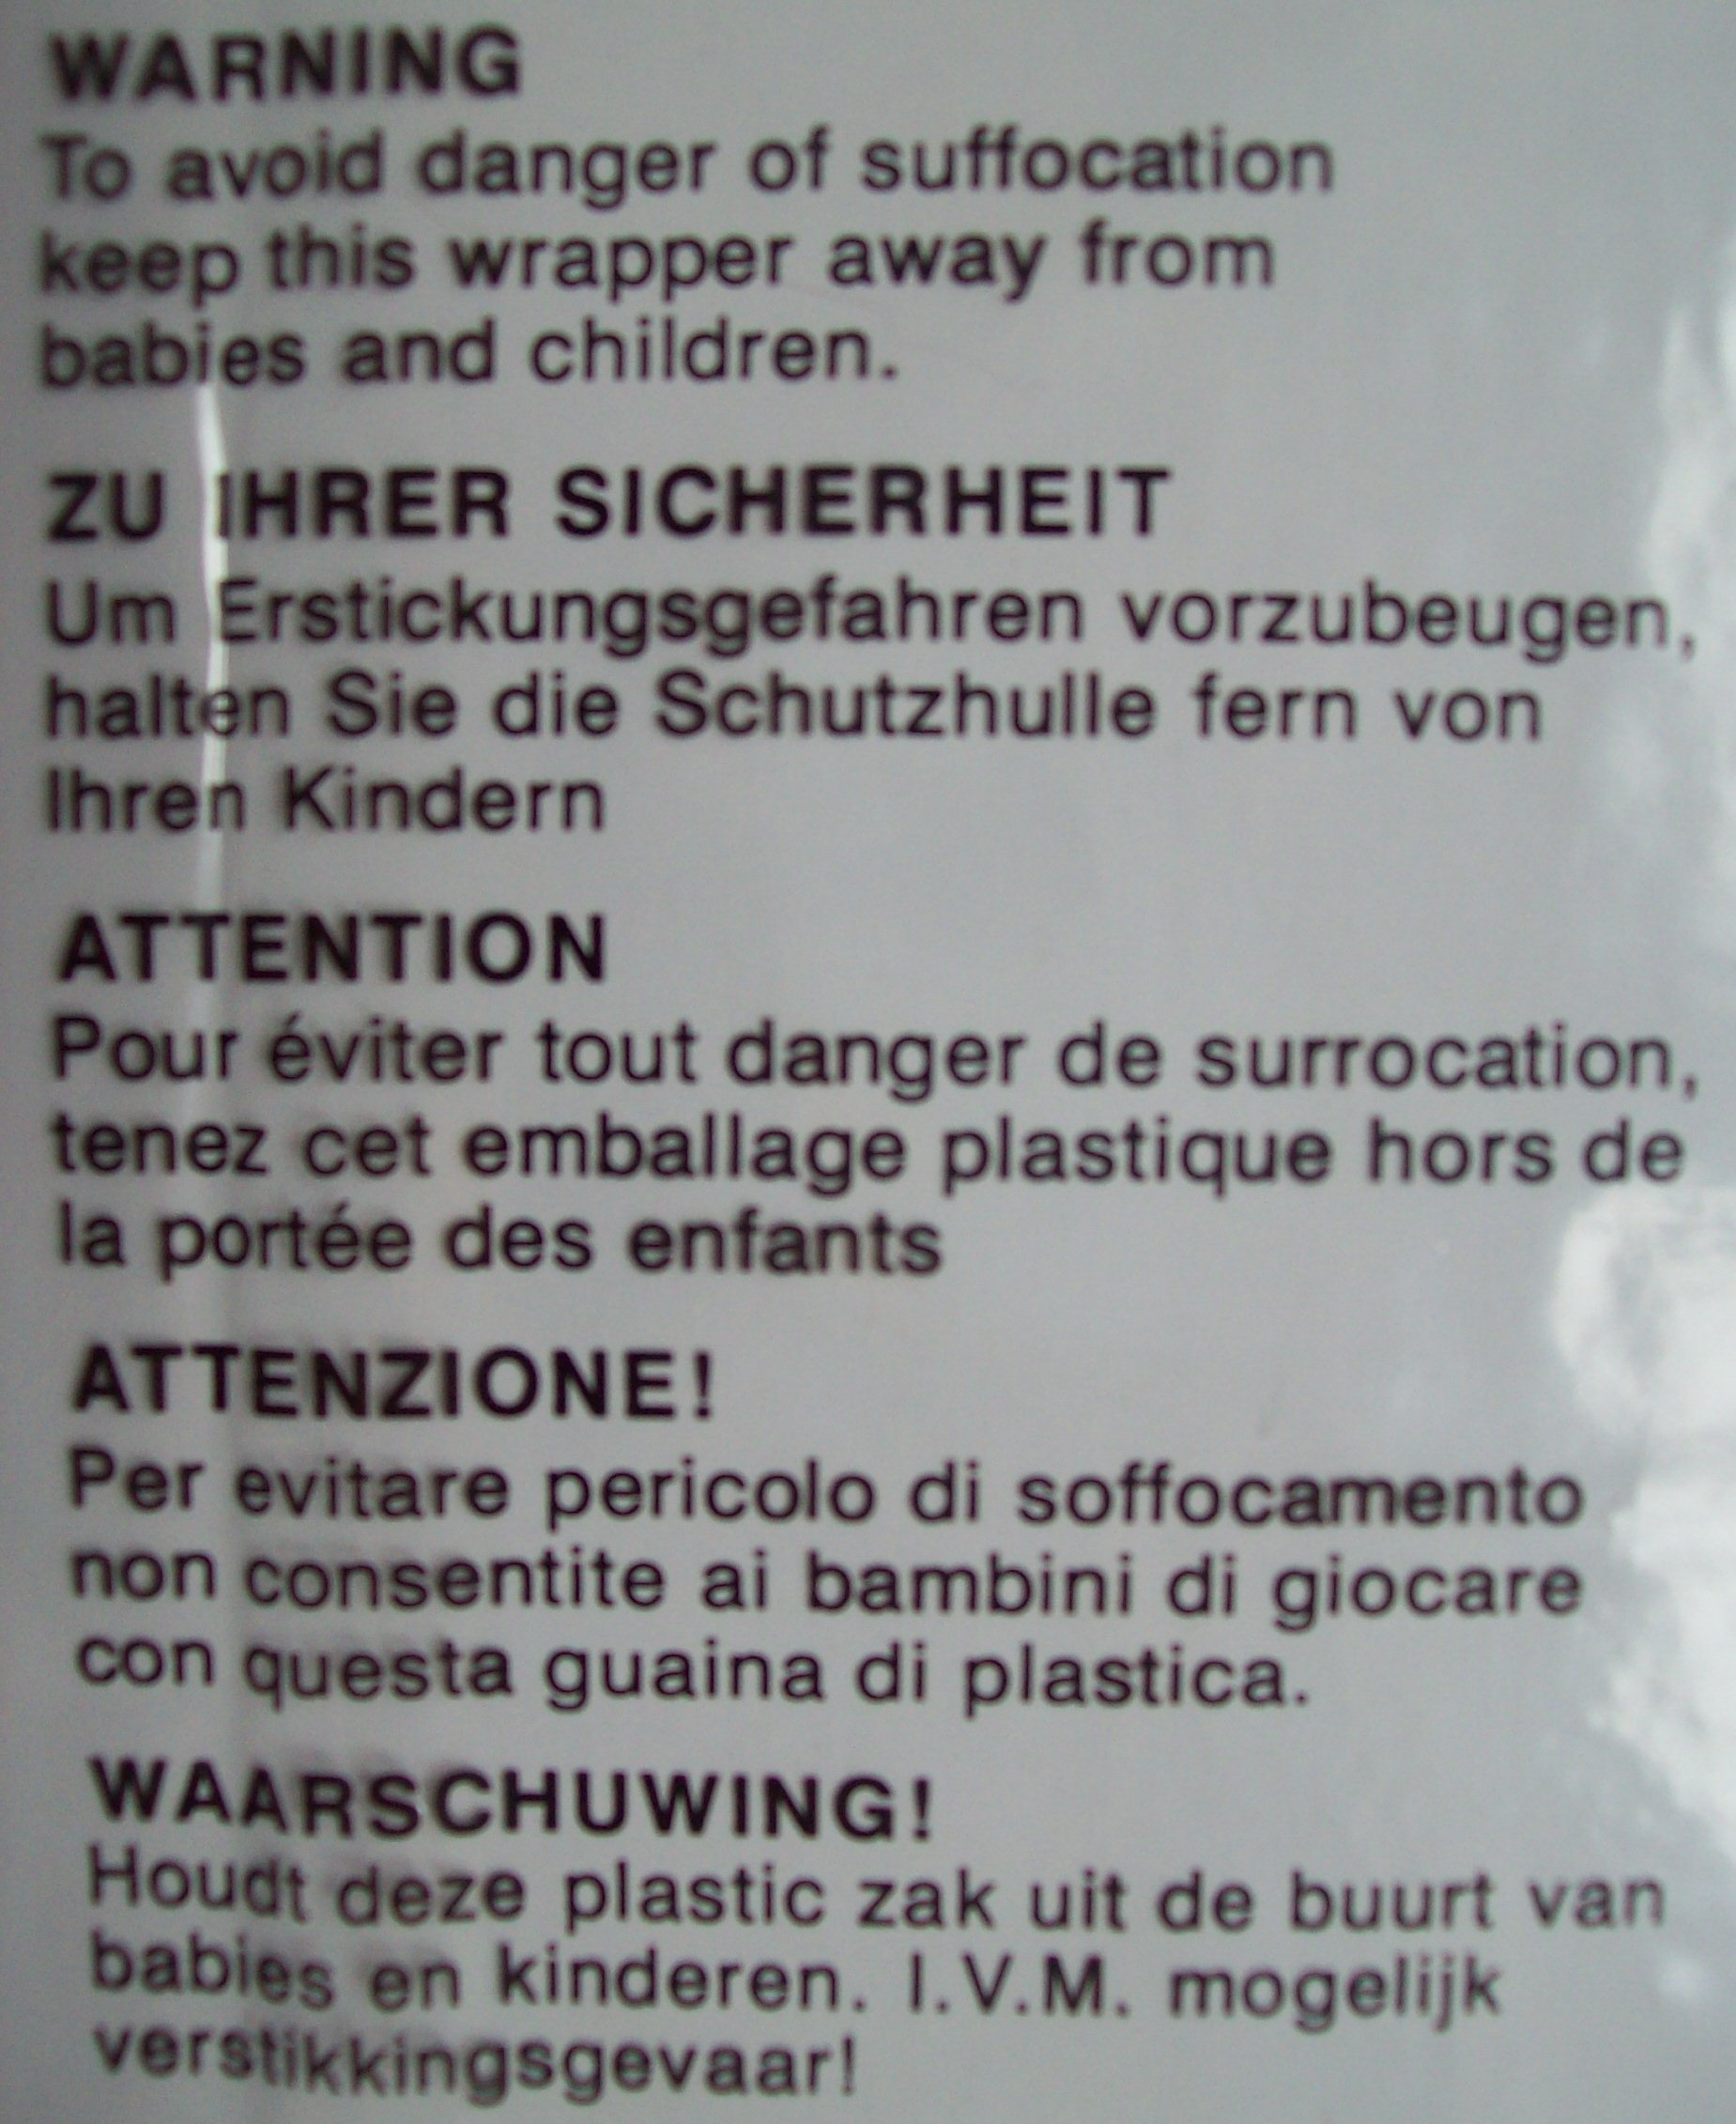 WARNING
To avoid danger of suffocation
keep this wrapper away from
babies and children.
ZU IHRER SICHERHEIT
Um Erstickungsgefahren vorzubeugen,
halten Sie die Schutzhulle fern von
Ihren Kindern
ATTENTION
Pour éviter tout danger de surrocation,
tenez cet emballage plastique hors de
la portée des enfants
ATTENZIONE!
Per evitare pericolo di soffocamento
non consentite ai bambini di giocare
con questa guaina di plastica.
WAARSCHUWING!
Houdt deze plastic zak uit de buurt van
babies en kinderen. I.V.M. mogelijk
verstikkingsgevaar!